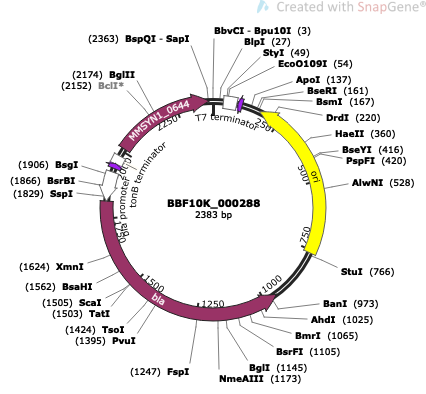 Created with SnapGene®
(2363) BspQI - SapI
BbvCI - Bpu10I (3)
BlpI (27)
StyI (49)
EcoO109I (54)
ApoI (137)
BseRI (161)
BsmI (167)
DrdI (220)
HaeII (360)
BseYI (416)
PspFI (420)
AlwNI (528)
StuI (766)
BanI (973)
AhdI (1025)
BmrI (1065)
BsrFI (1105)
BglI (1145)
NmeAIII (1173)
(1247) FspI
(1395) PvuI
(1424) TsoI
(1503) TatI
(1505) ScaI
(1562) BsaHI
(1624) XmnI
(1829) SspI
(1866) BsrBI
(1906) BsgI
(2152) BclI*
(2174) BglII
MMSYN1_0644
T7 terminator
tonB terminator
bla promoter
ori
bla
250
500
750
1000
1250
1500
2250
BBF10K_000288
2383 bp